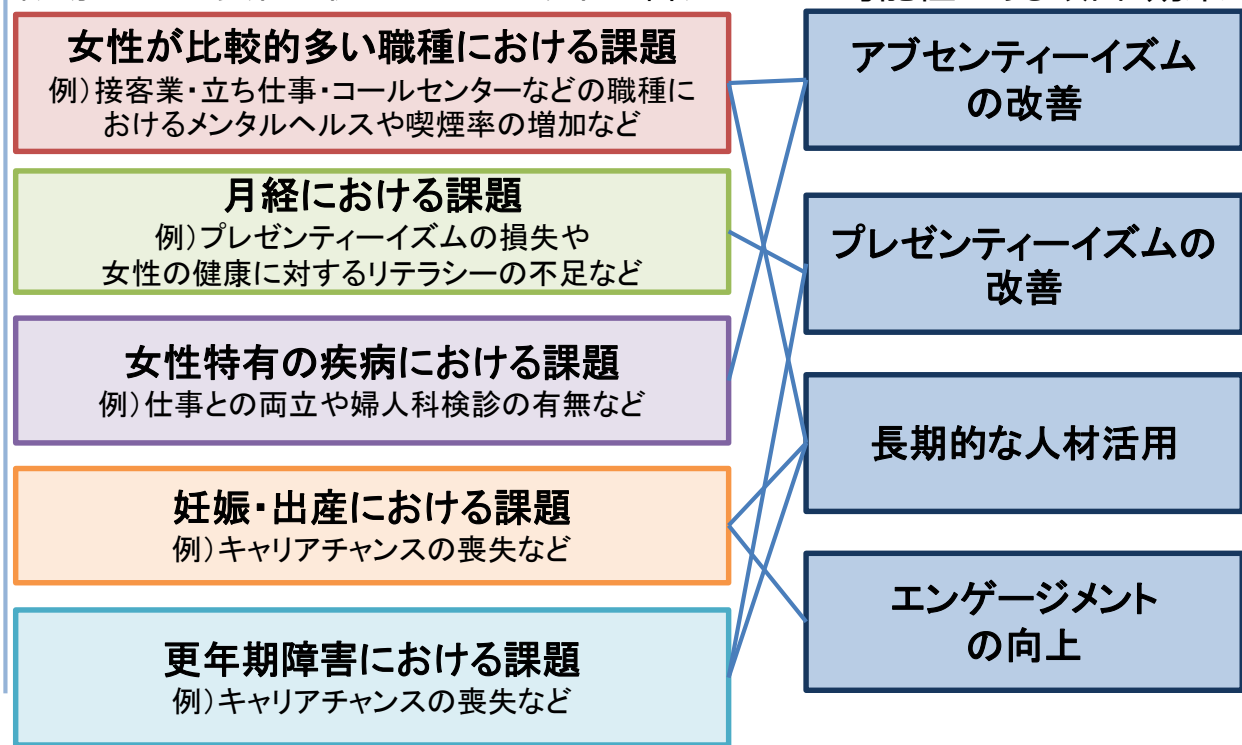 女性が比較的多い職種における課題
例）接客業・立ち仕事・コールセンターなどの職種に
おけるメンタルヘルスや喫煙率の増加など
月経における課題
例）プレゼンティーイズムの損失や
女性の健康に対するリテラシーの不足など
女性特有の疾病における課題
例）仕事との両立や婦人科検診の有無など
妊娠・出産における課題
例）キャリアチャンスの喪失など
更年期障害における課題
例）キャリアチャンスの喪失など
アブセンティーイズム
の改善
プレゼンティーイズムの
改善
長期的な人材活用
エンゲージメント
の向上